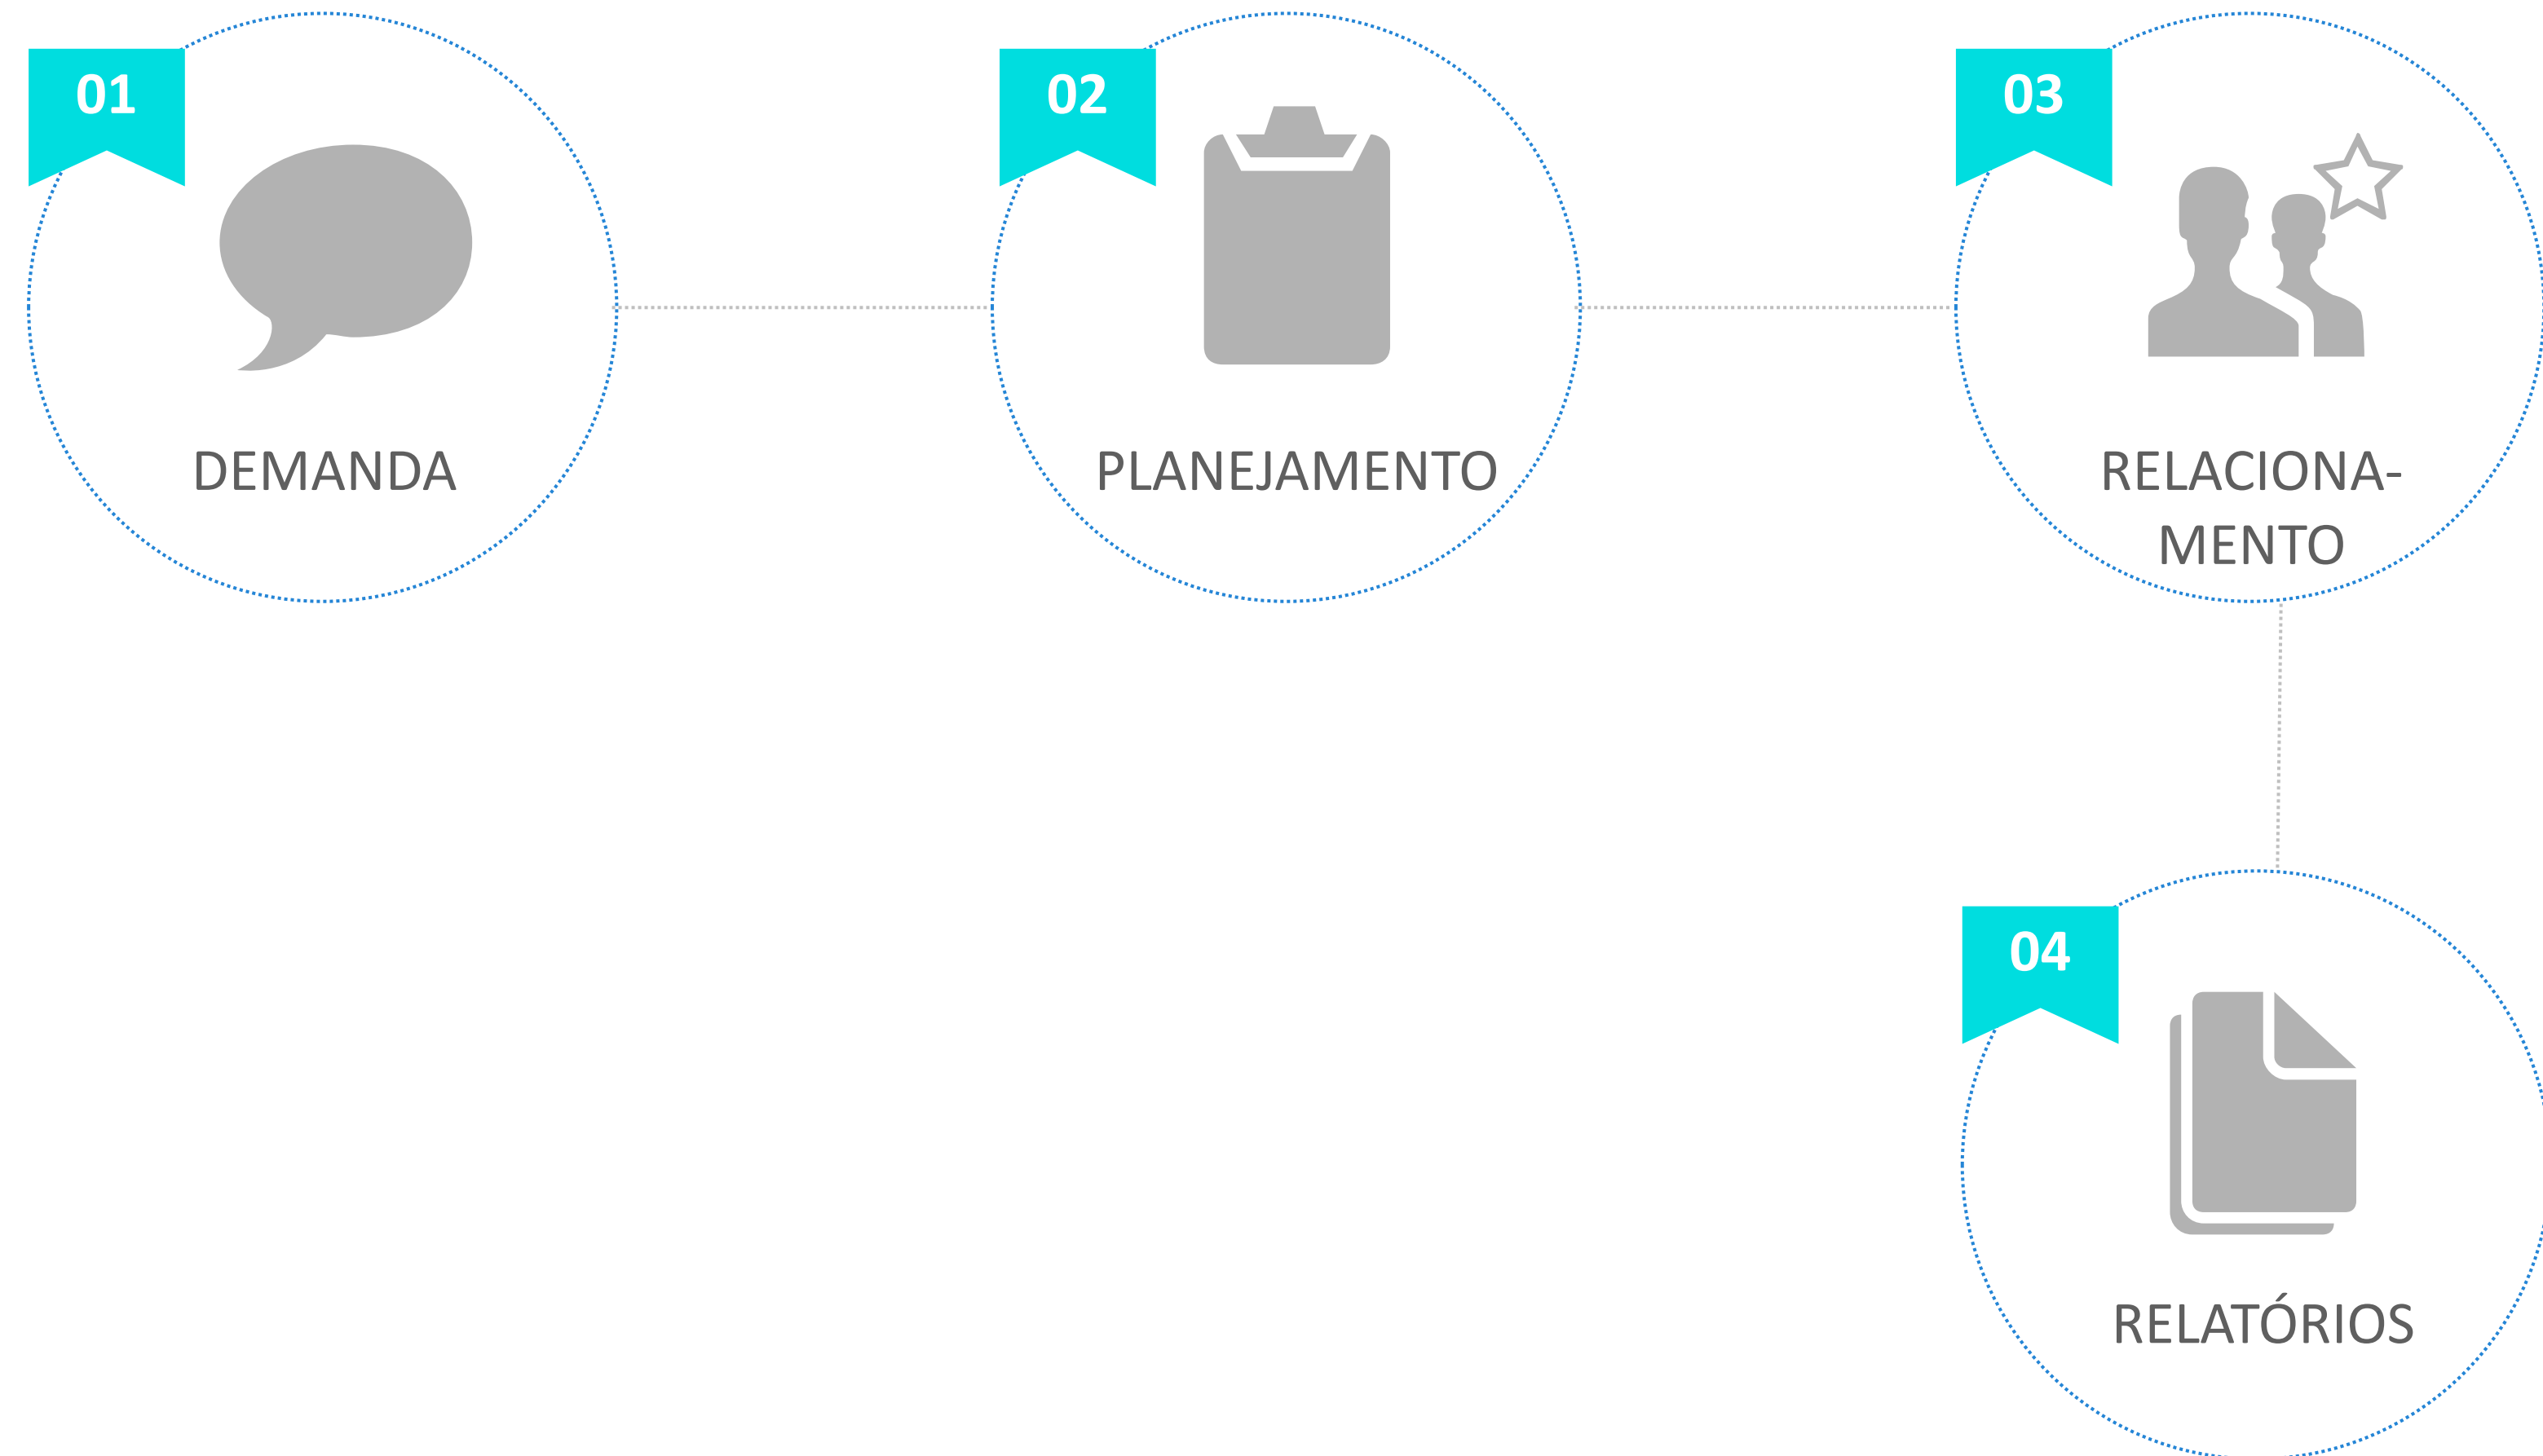 01
DEMANDA
02
PLANEJAMENTO
03
RELACIONA-
MENTO
04
RELATÓRIOS